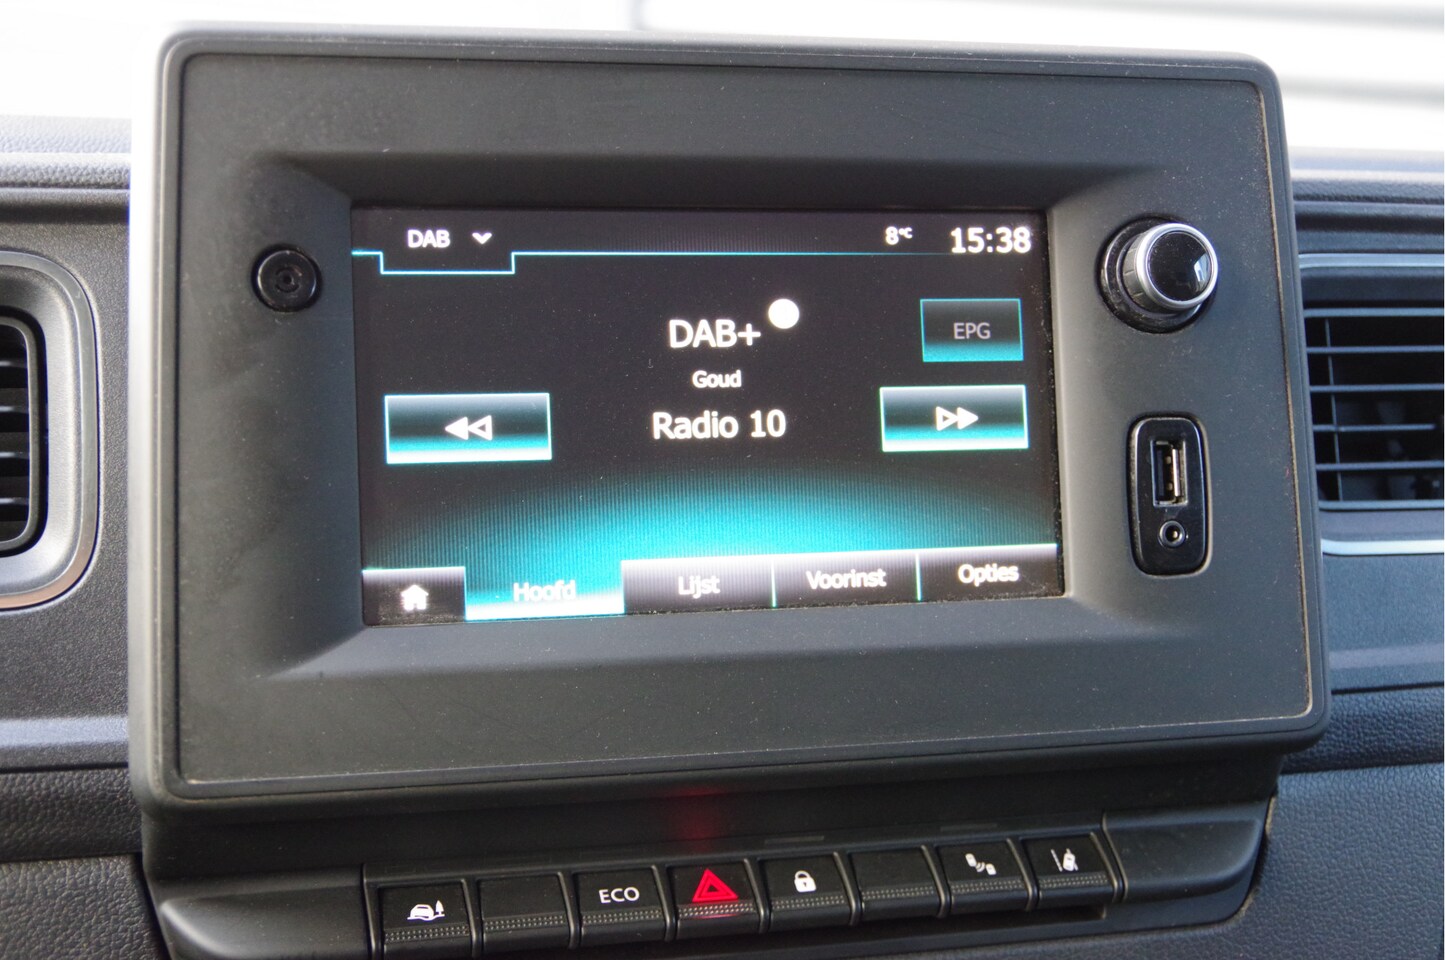 DAB
8°C
15:38
DAB+
EPG
Goud
Radio 10
Hoofd
Lijst
Voorinst
Opties
ECO